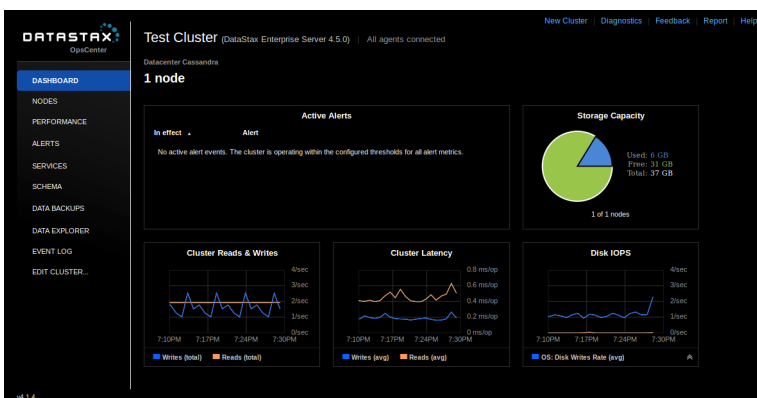 New Cluster | Diagnostics | Feedback | Report | Help
DATASTAX
OpsCenter
Test Cluster (DataStax Enterprise Server 4.5.0) | All agents connected
Datacenter Cassandra
1 node
DASHBOARD
NODES
PERFORMANCE
ALERTS
SERVICES
SCHEMA
DATA BACKUPS
DATA EXPLORER
EVENT LOG
EDIT CLUSTER...
v4.1.4
Active Alerts
In effect Alert
No active alert events. The cluster is operating within the configured thresholds for all alert metrics.
Storage Capacity
Used: 6 GB
Free: 31 GB
Total: 37 GB
1 of 1 nodes
Cluster Reads & Writes
4/sec
3/sec
2/sec
1/sec
0/sec
7:10PM 7:17PM 7:24PM 7:30PM
Writes (total) Reads (total)
Cluster Latency
0.8 ms/op
0.6 ms/op
0.4 ms/op
0.2 ms/op
0 ms/op
7:10PM 7:17PM 7:24PM 7:30PM
Writes (avg) Reads (avg)
Disk IOPS
4/sec
3/sec
2/sec
1/sec
0/sec
7:10PM 7:17PM 7:24PM 7:30PM
OS: Disk Writes Rate (avg)